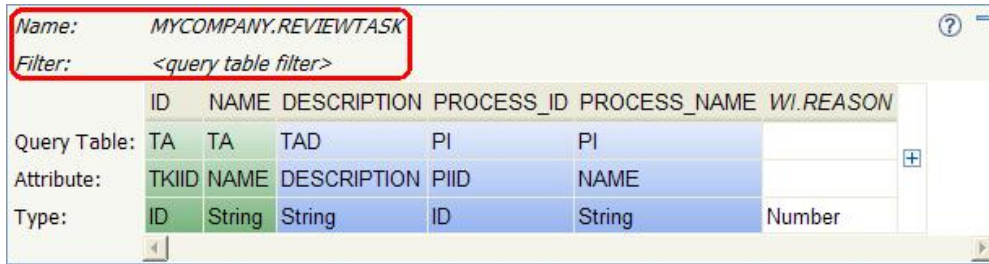 Name: MYCOMPANY.REVIEWTASK
Filter: <query table filter>
ID NAME DESCRIPTION PROCESS_ID PROCESS_NAME WI.REASON
Query Table: TA TA TAD PI PI
Attribute: TKIID NAME DESCRIPTION PIID NAME
Type: ID String String ID String Number